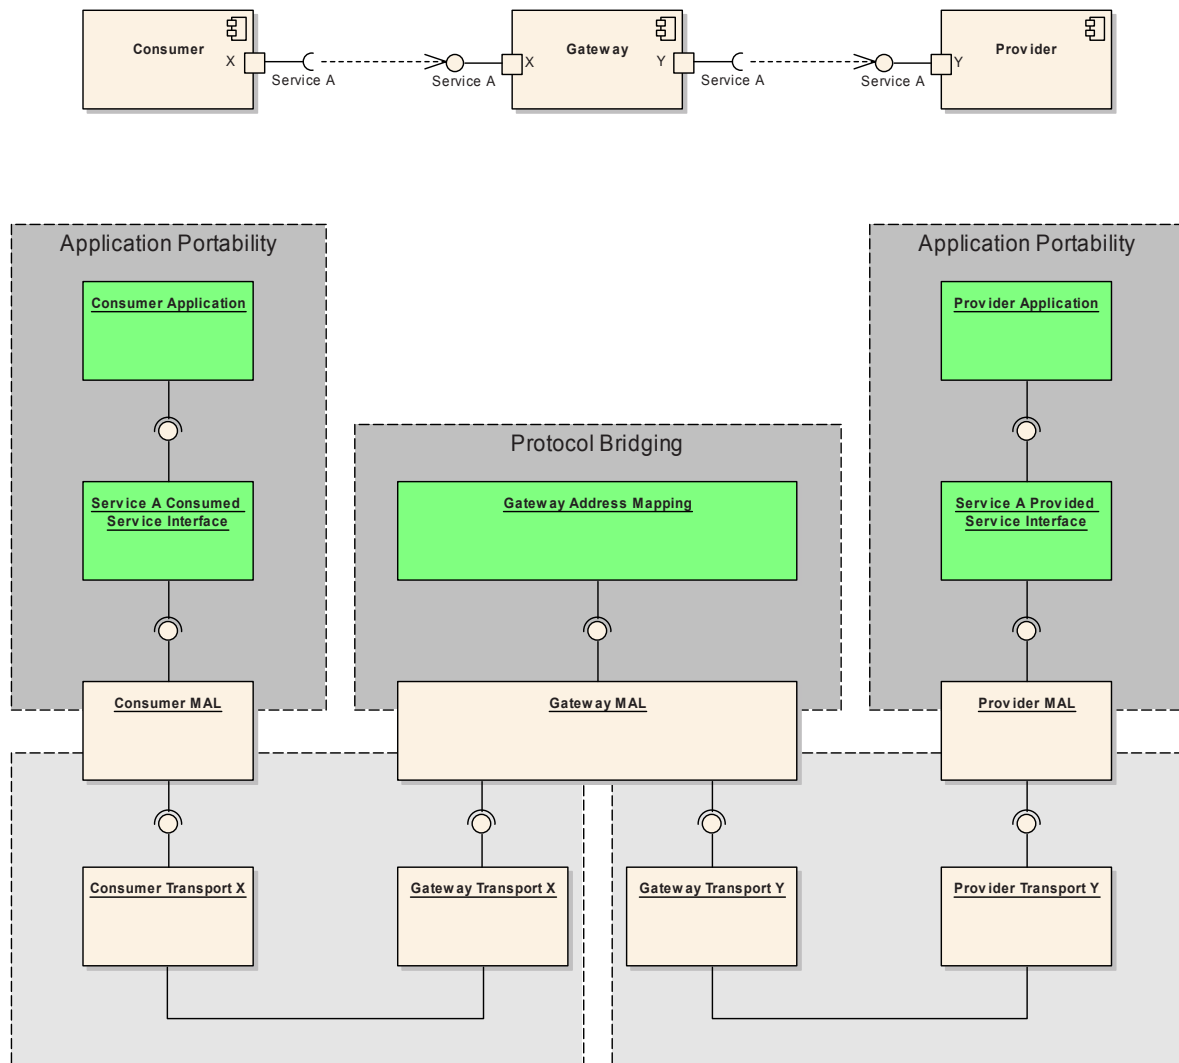 Consumer
X
Service A
Service A
X
Gateway
Y
Service A
Service A
Y
Provider
Application Portability
Application Portability
Consumer Application
Provider Application
Protocol Bridging
Service A Consumed
Service Interface
Gateway Address Mapping
Service A Provided
Service Interface
Consumer MAL
Gateway MAL
Provider MAL
Consumer Transport X
Gateway Transport X
Gateway Transport Y
Provider Transport Y